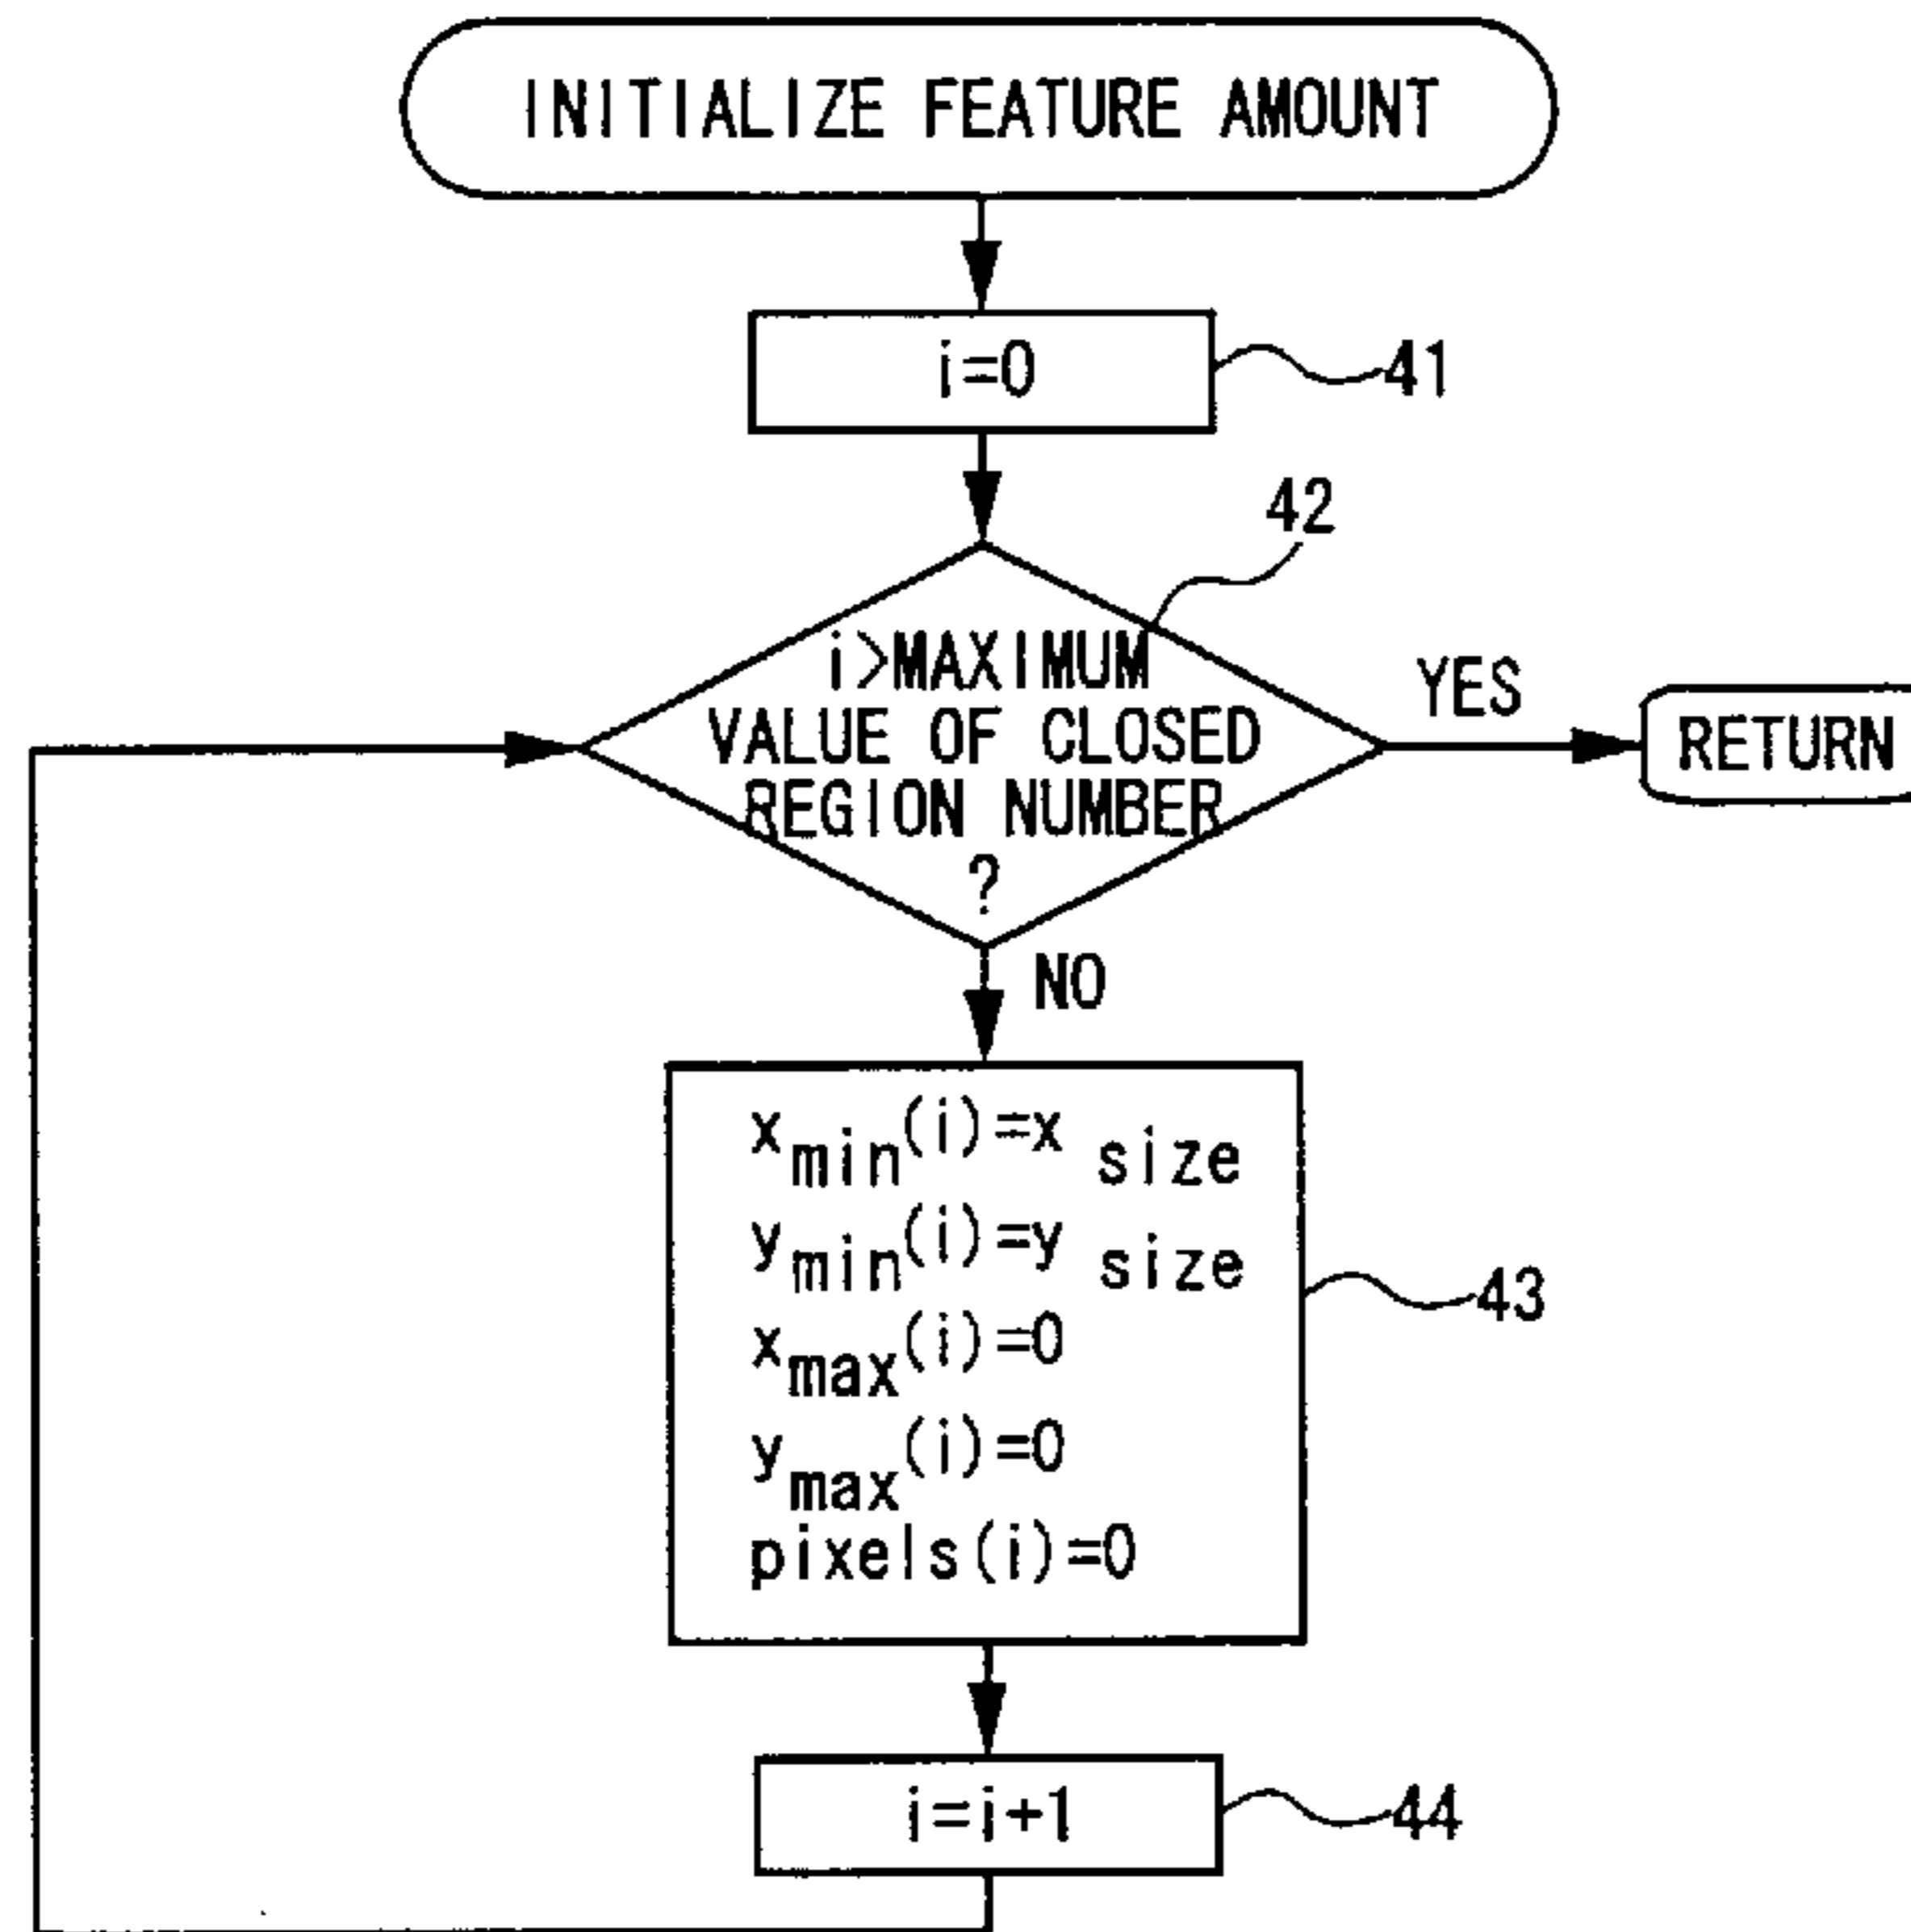 INITIALIZE FEATURE AMOUNT
i=0
41
42
i>MAXIMUM
VALUE OF CLOSED
REGION NUMBER
?
YES
RETURN
NO
xmin(i)=x size
ymin(i)=y size
xmax(i)=0
ymax(i)=0
pixels(i)=0
43
i=i+1
44